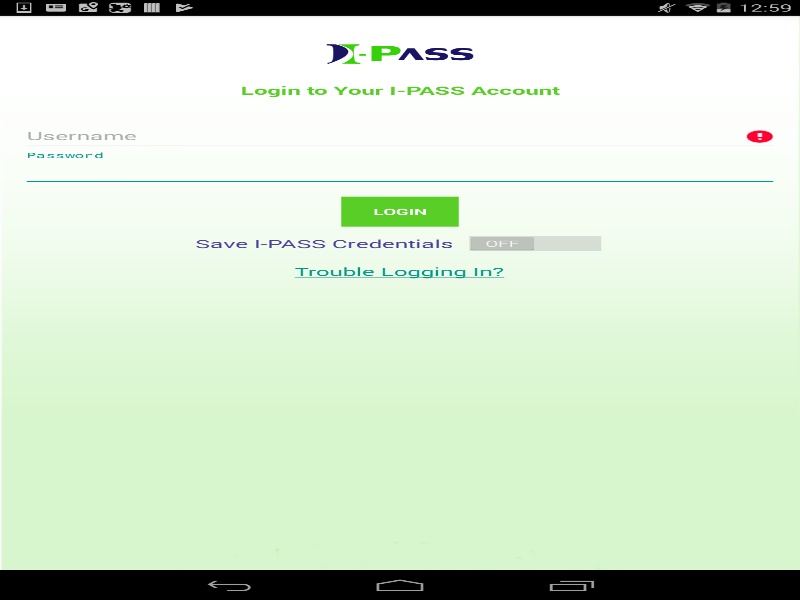 12:59
I-PASS
Login to Your I-PASS Account
Username
Password
LOGIN
Save I-PASS Credentials OFF
Trouble Logging In?